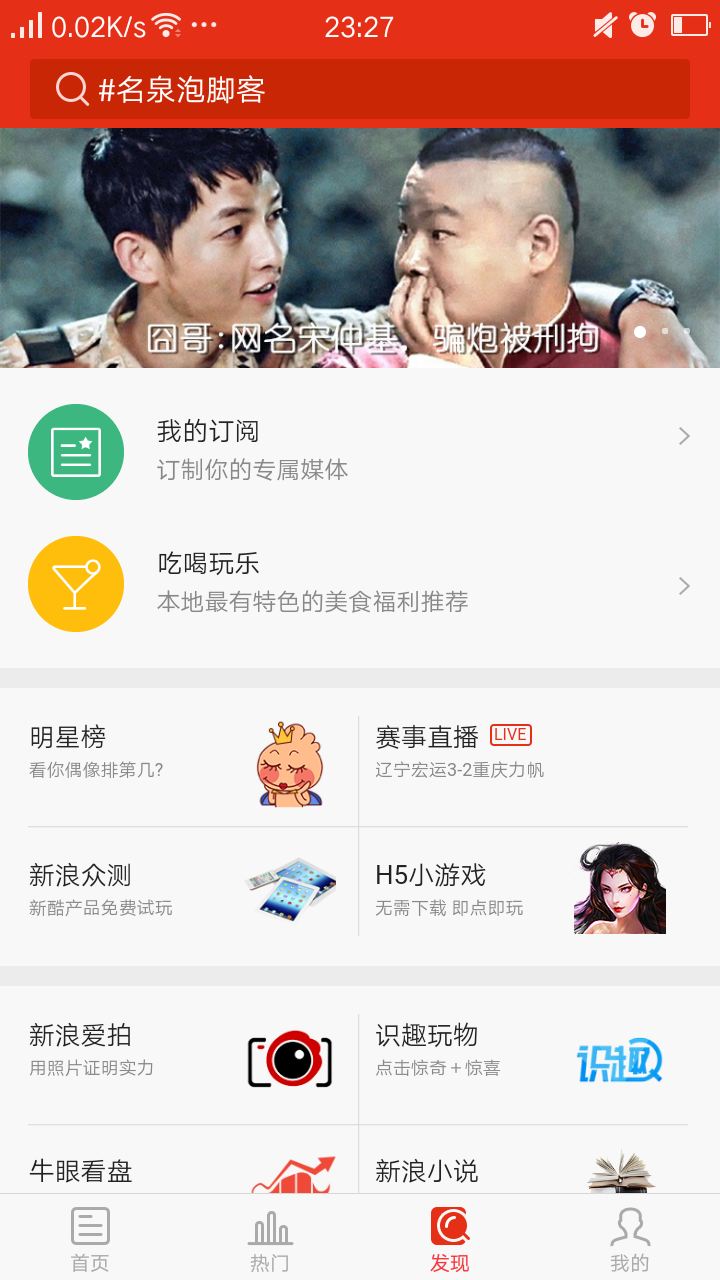 0.02K/s
23:27
#名泉泡脚客
囧哥:网名宋仲基，骗炮被刑拘
我的订阅
订制你的专属媒体
吃喝玩乐
本地最有特色的美食福利推荐
明星榜
看你偶像排第几?
赛事直播 LIVE
辽宁宏运3-2重庆力帆
新浪众测
新酷产品免费试玩
H5小游戏
无需下载 即点即玩
新浪爱拍
用照片证明实力
识趣玩物
点击惊奇+惊喜
识趣
牛眼看盘
新浪小说
首页
热门
发现
我的